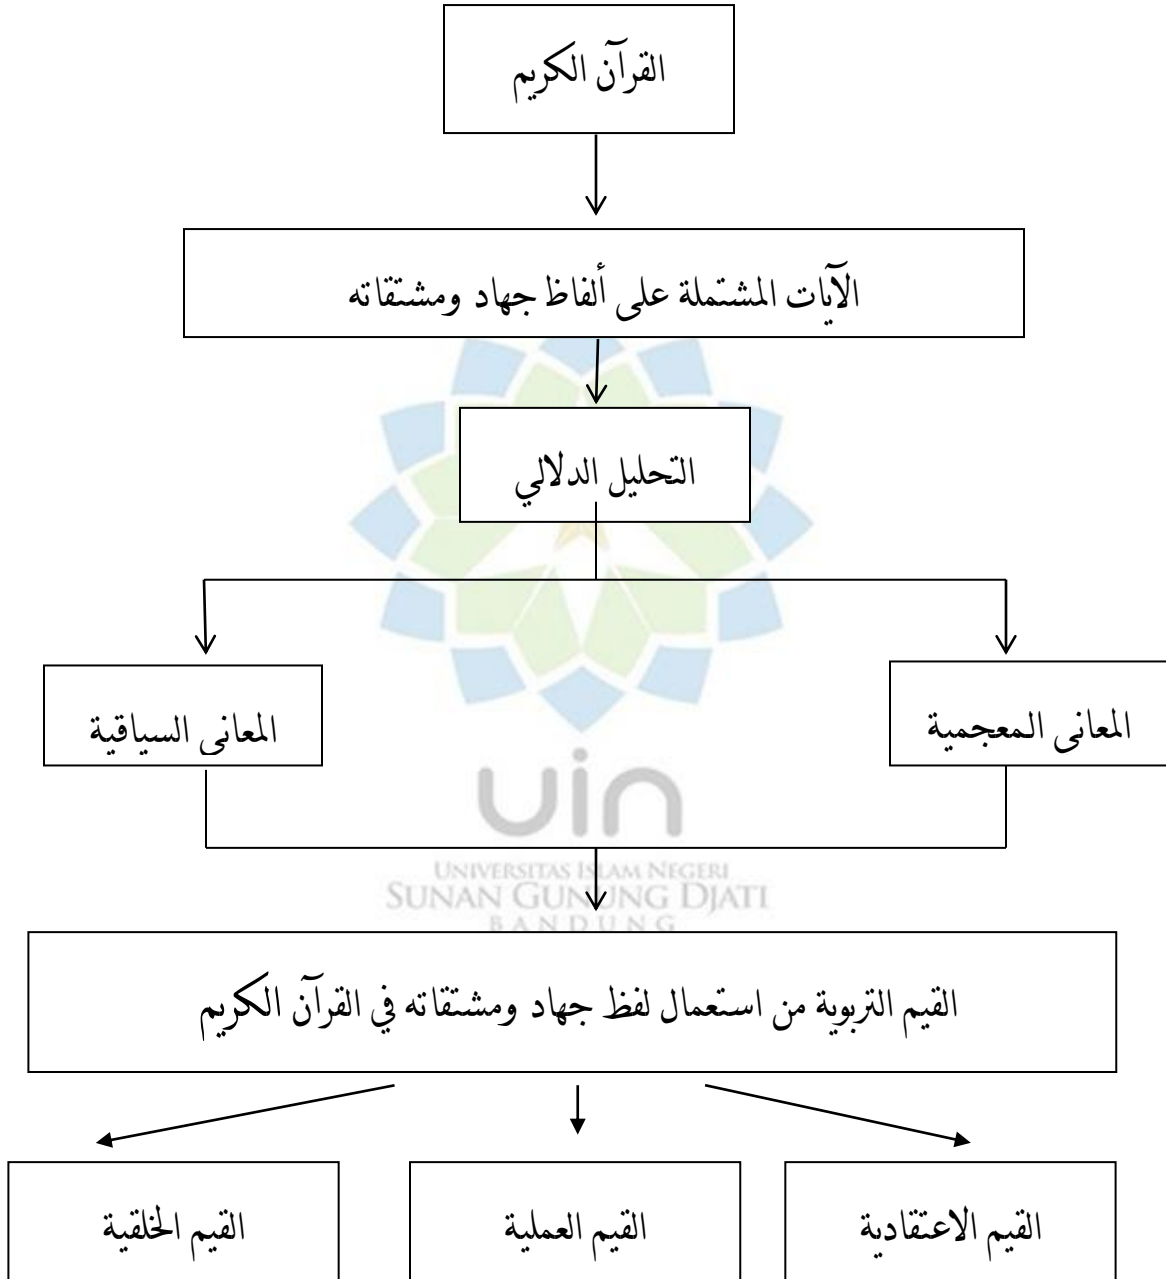 القرآن الكريم
الآيات المشتملة على ألفاظ جهاد ومشتقاته
التحليل الدلالي
المعانى المعجمية
المعانى السياقية
uin
UNIVERSITAS ISLAM NEGERI
SUNAN GUNUNG DJATI
BANDUNG
القيم التربوية من استعمال لفظ جهاد ومشتقاته في القرآن الكريم
القيم الاعتقادية
القيم العملية
القيم الخلقية